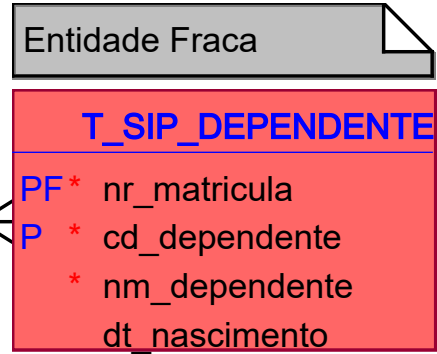 Entidade Fraca
T_SIP_DEPENDENTE
PF * nr_matricula
P * cd_dependente
* nm_dependente
dt_nascimento